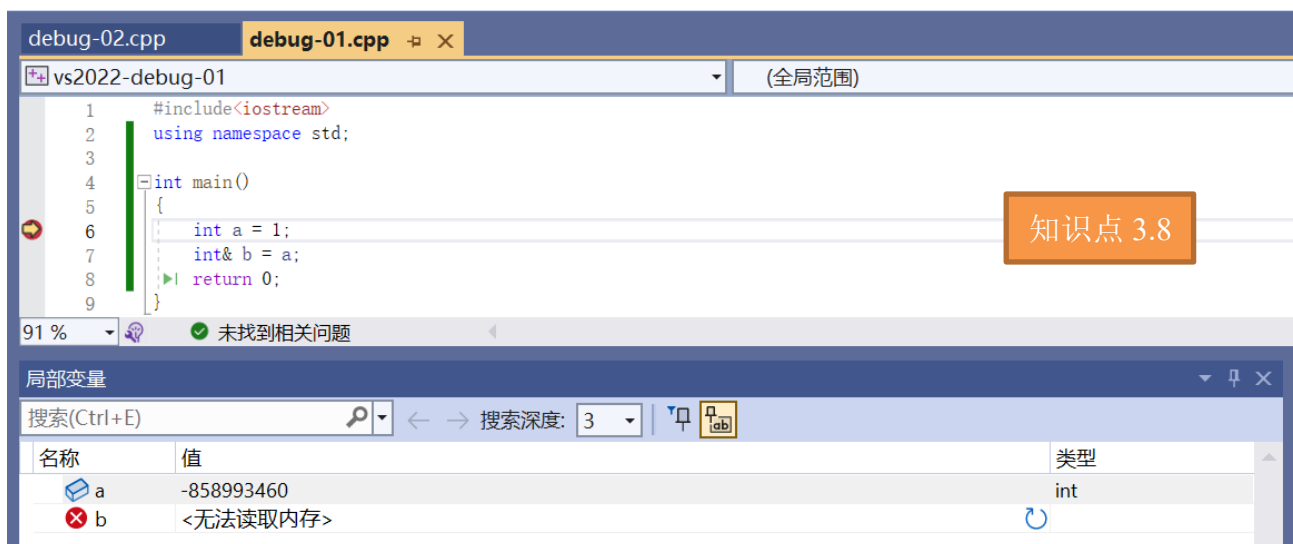 debug-02.cpp debug-01.cpp
vs2022-debug-01 (全局范围)
1 #include<iostream>
2 using namespace std;
3
4 int main()
5 {
6 int a = 1;
7 int& b = a;
8 return 0;
9 }
知识点 3.8
91 % 未找到相关问题
局部变量
搜索(Ctrl+E) 搜索深度: 3 ab
名称 值 类型
a -858993460 int
b <无法读取内存>